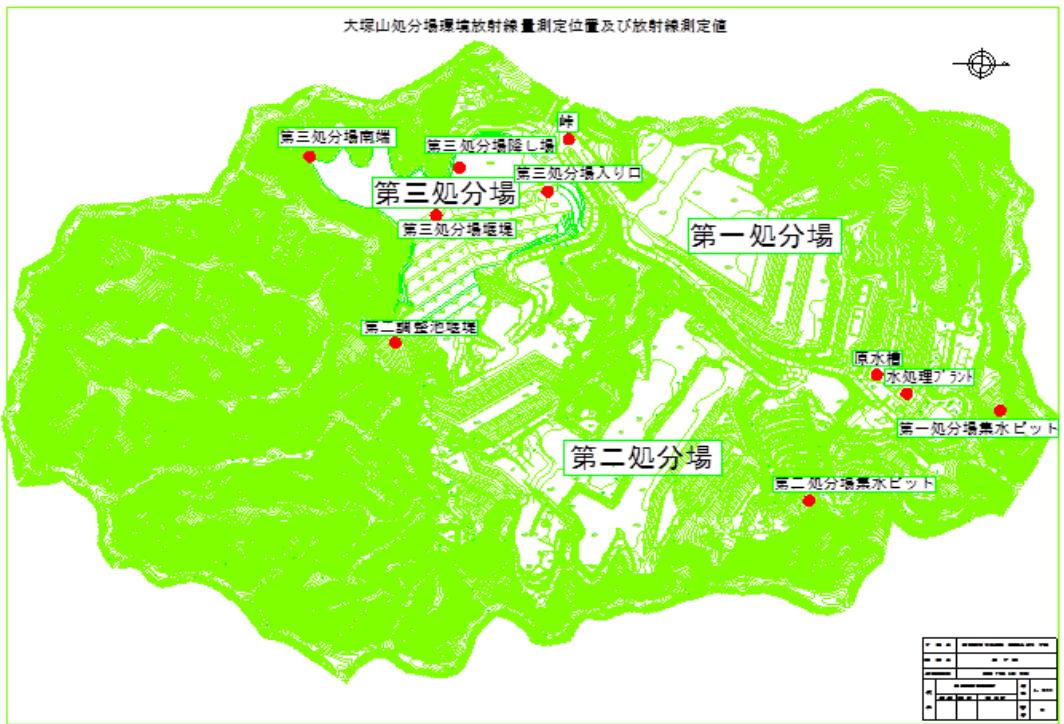 大塚山処分場環境放射線量測定位置及び放射線測定値
峠
第三処分場南端
第三処分場降し場
第三処分場入り口
第三処分場
第三処分場堰堤
第一処分場
第二調整池堰堤
原水槽
水処理プラント
第一処分場集水ピット
第二処分場
第二処分場集水ピット